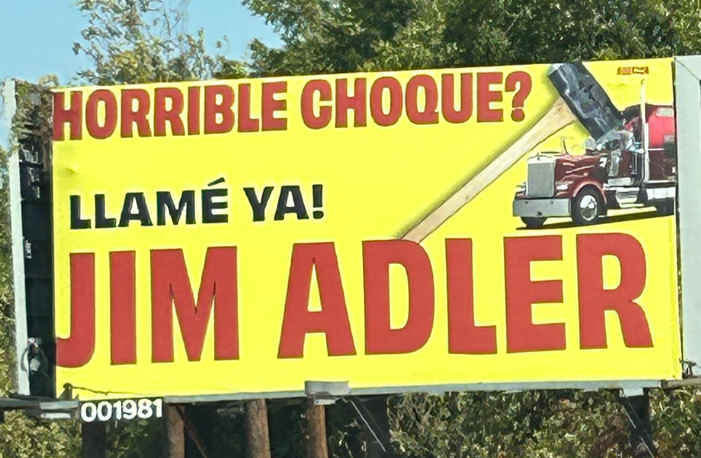 HORRIBLE CHOQUE?
LLAMÉ YA!
JIM ADLER
001981